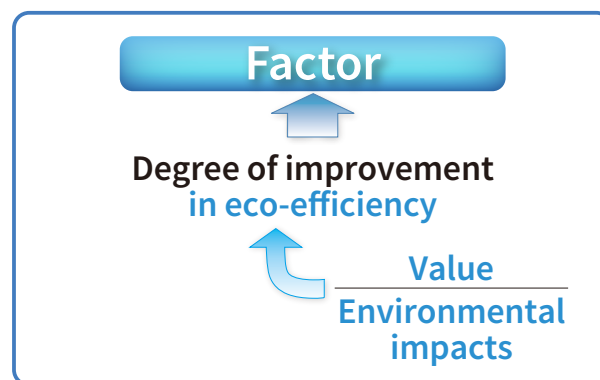 Factor
Degree of improvement
in eco-efficiency
Value
Environmental
impacts